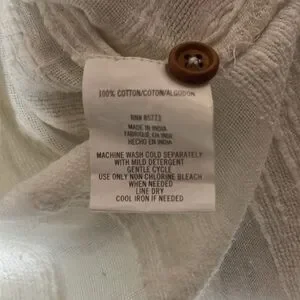 100% COTTON/COTON/ALGODON
MADE IN INDIA
FABRIQUE EN INDE
HECHO EN INDIA
MACHINE WASH COLD SEPARATELY
WITH MILD DETERGENT
GENTLE CYCLE
USE ONLY NON CHLORINE BLEACH
WHEN NEEDED
LINE DRY
COOL IRON IF NEEDED